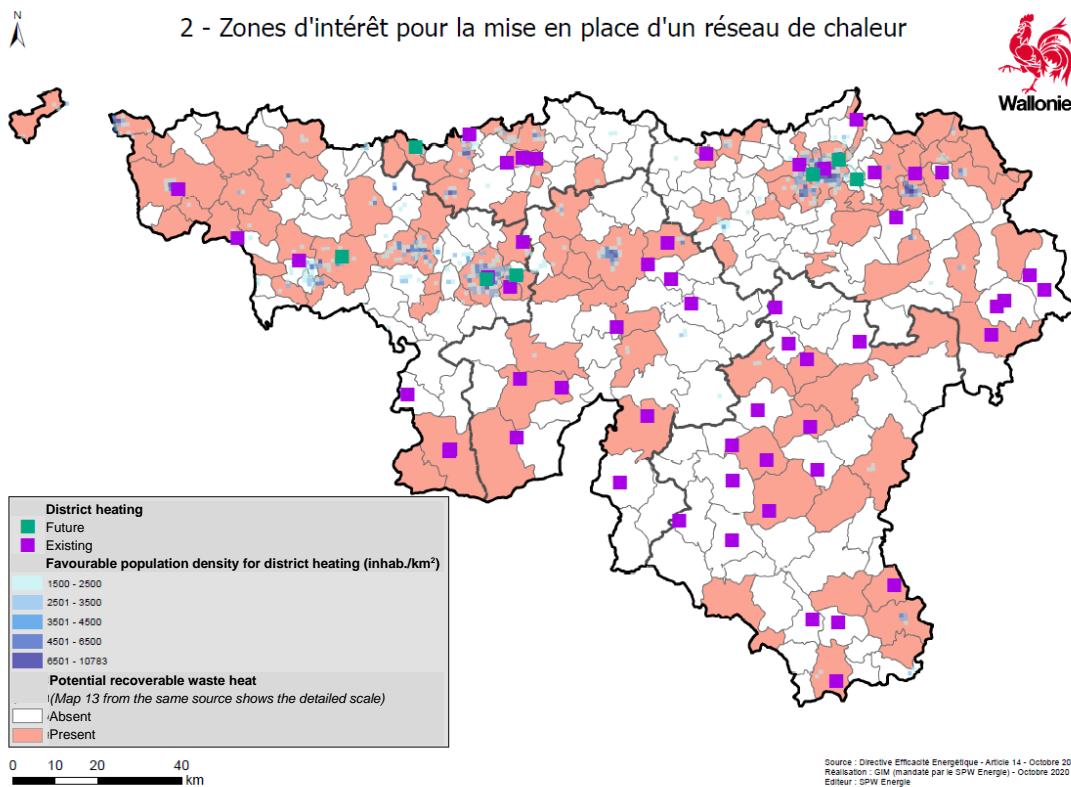 N
2 - Zones d'intérêt pour la mise en place d'un réseau de chaleur
Wallonie
District heating
Future
Existing
Favourable population density for district heating (inhab./km²)
1500 - 2500
2501 - 3500
3501 - 4500
4501 - 6500
6501 - 10783
Potential recoverable waste heat
(Map 13 from the same source shows the detailed scale)
Absent
Present
0 10 20 40
km
Source : Directive Efficacité Energétique - Article 14 - Octobre 20
Réalisation : GIM (mandaté par le SPW Energie) - Octobre 2020
Editeur : SPW Energie